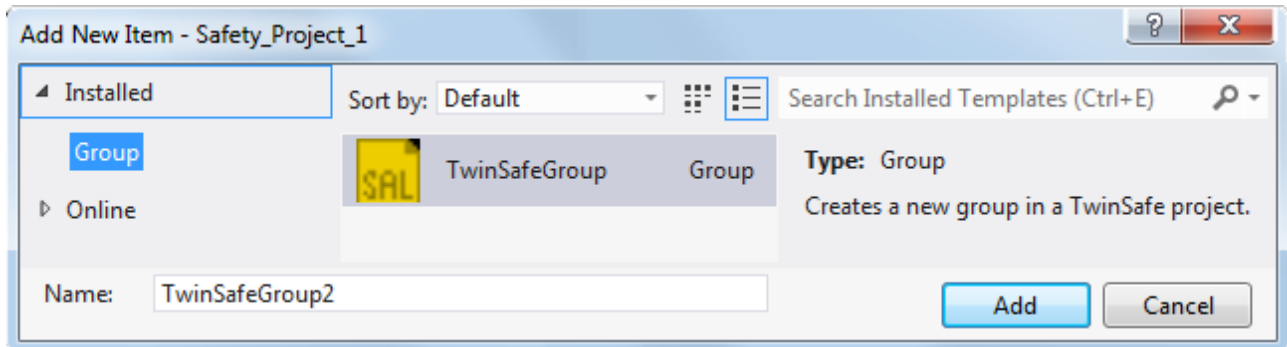 Add New Item - Safety_Project_1
Installed
Group
Online
Sort by: Default
Search Installed Templates (Ctrl+E)
SAL
TwinSafeGroup Group
Type: Group
Creates a new group in a TwinSafe project.
Name: TwinSafeGroup2
Add Cancel